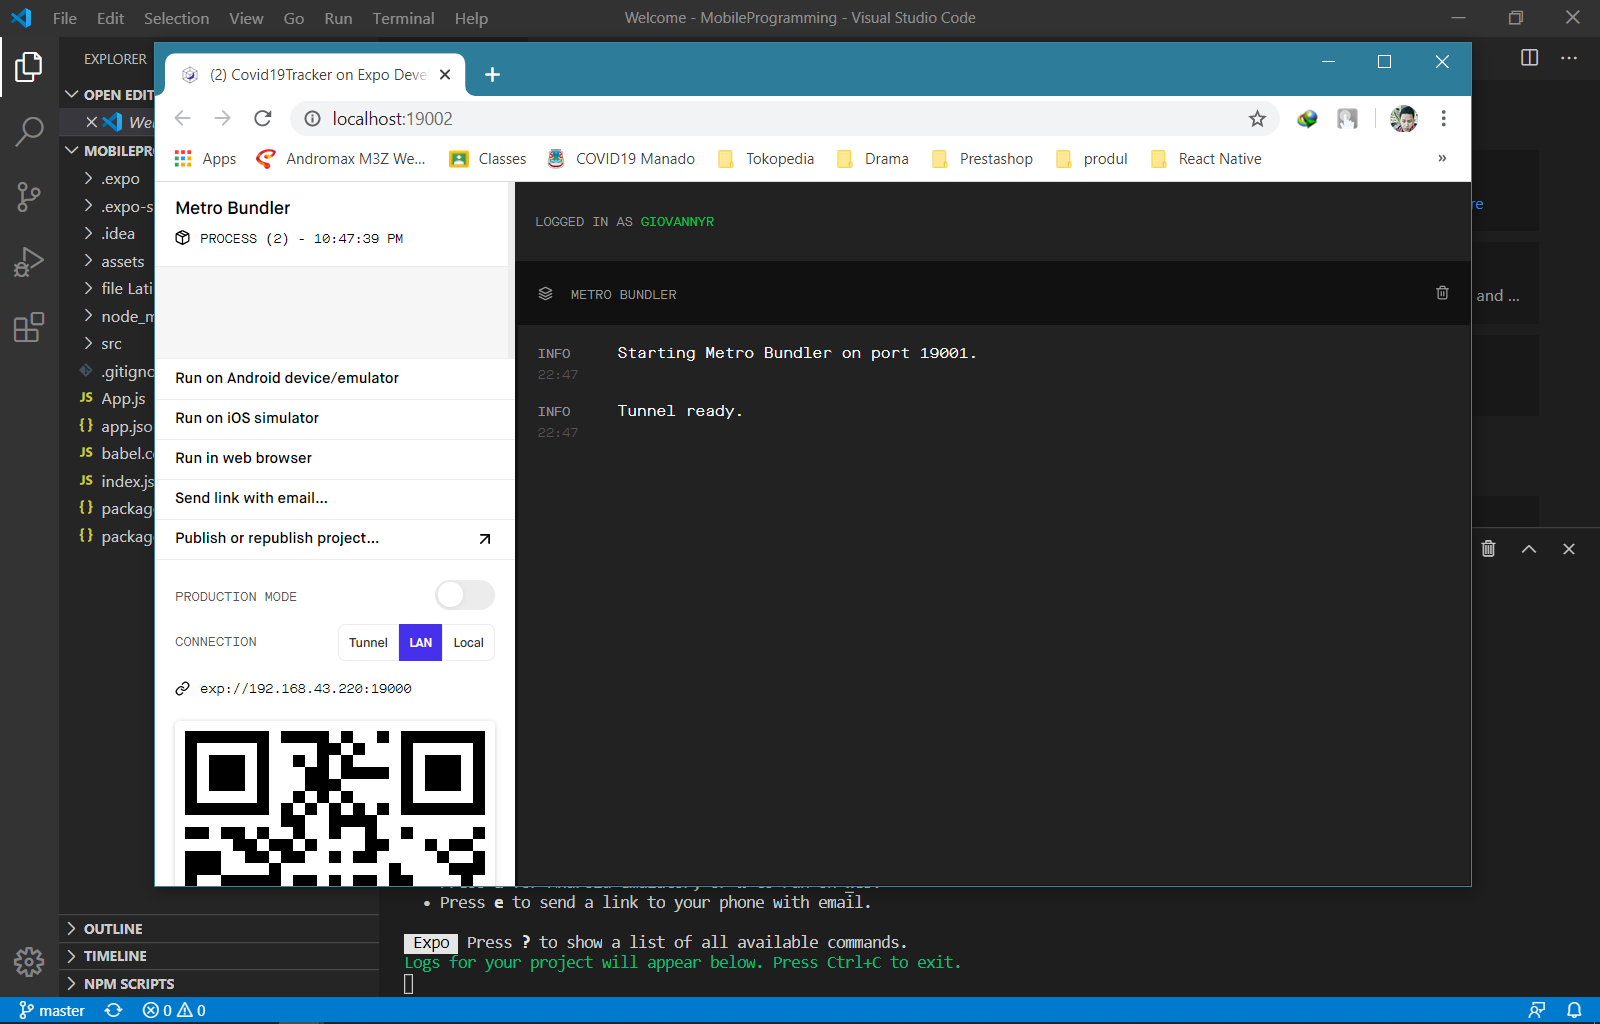 File Edit Selection View Go Run Terminal Help
Welcome - MobileProgramming - Visual Studio Code
EXPLORER
OPEN EDIT
Wel
MOBILEPRO
.expo
.expo-s
.idea
assets
file Lati
node_m
src
.gitigno
App.js
app.jso
babel.co
index.js
package
package
OUTLINE
TIMELINE
NPM SCRIPTS
master
0 0
(2) Covid19Tracker on Expo Deve
localhost:19002
Apps
Andromax M3Z We...
Classes
COVID19 Manado
Tokopedia
Drama
Prestashop
produl
React Native
»
Metro Bundler
PROCESS (2) - 10:47:39 PM
Run on Android device/emulator
Run on iOS simulator
Run in web browser
Send link with email...
Publish or republish project...
PRODUCTION MODE
CONNECTION
Tunnel LAN Local
exp://192.168.43.220:19000
LOGGED IN AS GIOVANNYR
METRO BUNDLER
INFO Starting Metro Bundler on port 19001.
22:47
INFO Tunnel ready.
22:47
re
and ...
• Press e to send a link to your phone with email.
Expo Press ? to show a list of all available commands.
Logs for your project will appear below. Press Ctrl+C to exit.